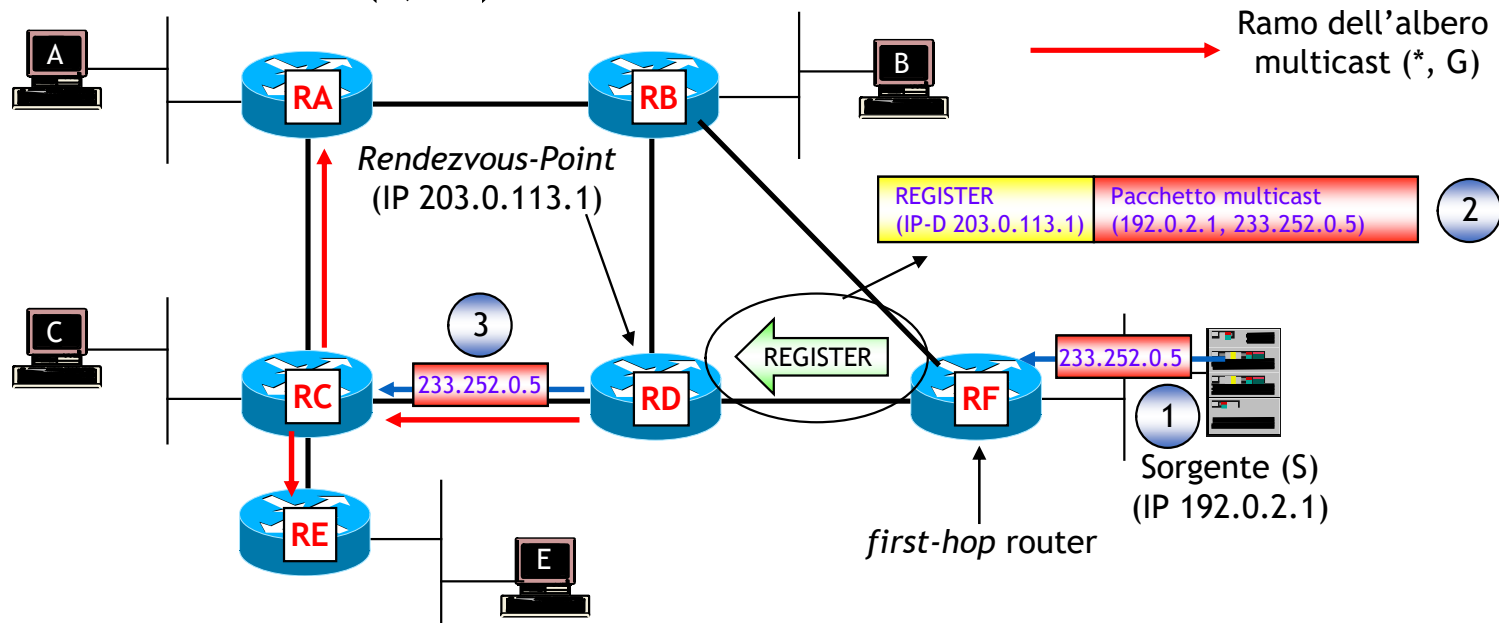 Ramo dell'albero
multicast (*, G)
A
RA
RB
B
Rendezvous-Point
(IP 203.0.113.1)
REGISTER
(IP-D 203.0.113.1)
Pacchetto multicast
(192.0.2.1, 233.252.0.5)
2
C
3
REGISTER
233.252.0.5
RC
233.252.0.5
RD
RF
1
Sorgente (S)
(IP 192.0.2.1)
RE
first-hop router
E